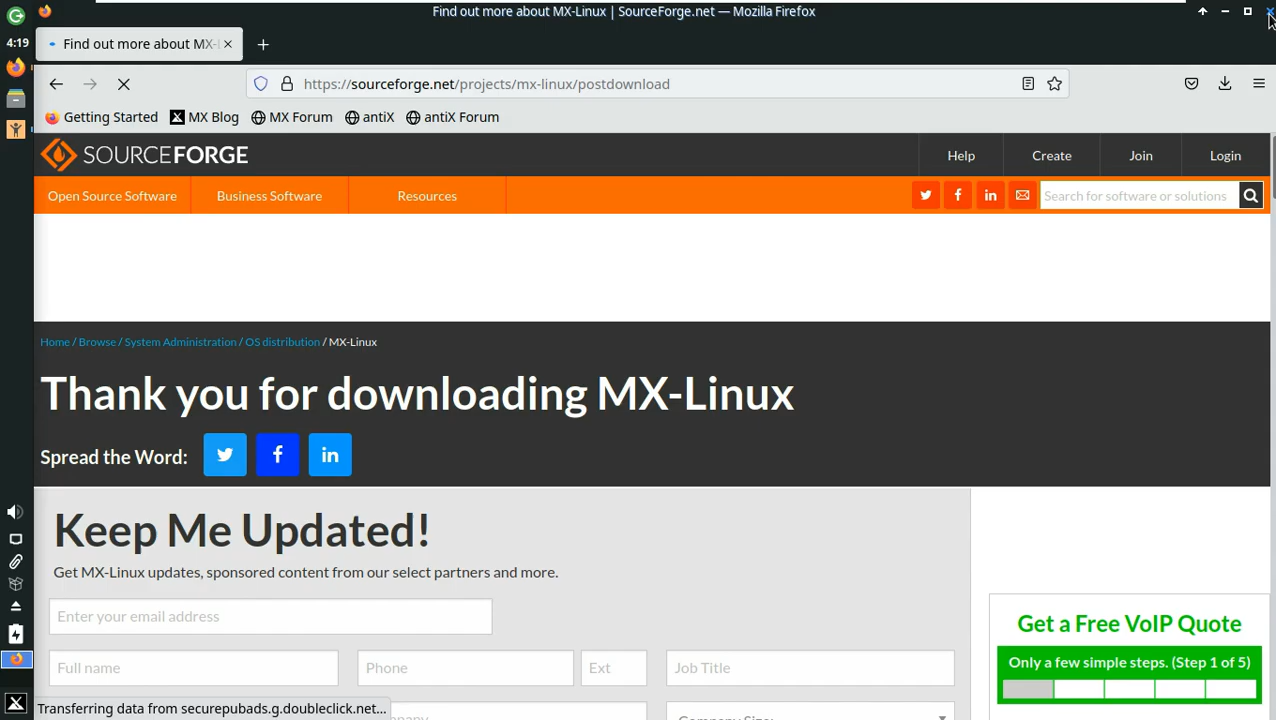 Find out more about MX-Linux | SourceForge.net — Mozilla Firefox
4:19
Find out more about MX-L
https://sourceforge.net/projects/mx-linux/postdownload
Getting Started MX Blog MX Forum antiX antiX Forum
SOURCEFORGE
Help Create Join Login
Open Source Software Business Software Resources
Search for software or solutions
Home / Browse / System Administration / OS distribution / MX-Linux
Thank you for downloading MX-Linux
Spread the Word:
Keep Me Updated!
Get MX-Linux updates, sponsored content from our select partners and more.
Enter your email address
Get a Free VoIP Quote
Only a few simple steps. (Step 1 of 5)
Full name Phone Ext Job Title
Transferring data from securepubads.g.doubleclick.net...
Company Size: